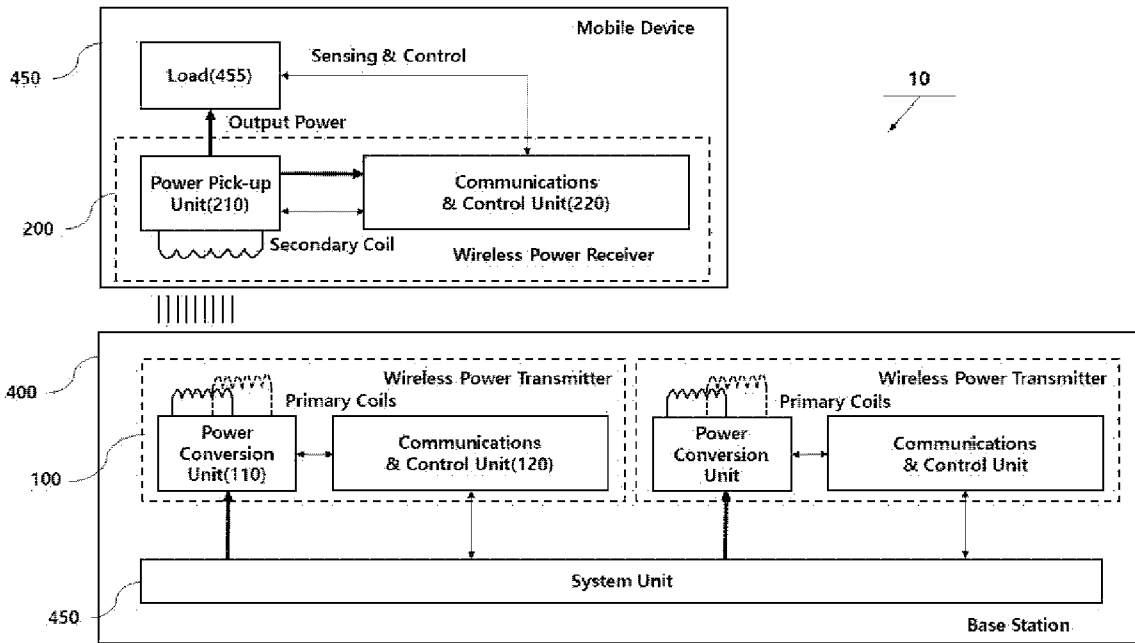 Mobile Device
450
Load(455)
Sensing & Control
10
Output Power
Power Pick-up
Unit(210)
Communications
& Control Unit(220)
200
Secondary Coil
Wireless Power Receiver
400
Wireless Power Transmitter
Wireless Power Transmitter
Primary Coils
Primary Coils
Power
Conversion
Unit(110)
Communications
& Control Unit(120)
Power
Conversion
Unit
Communications
& Control Unit
100
System Unit
450
Base Station